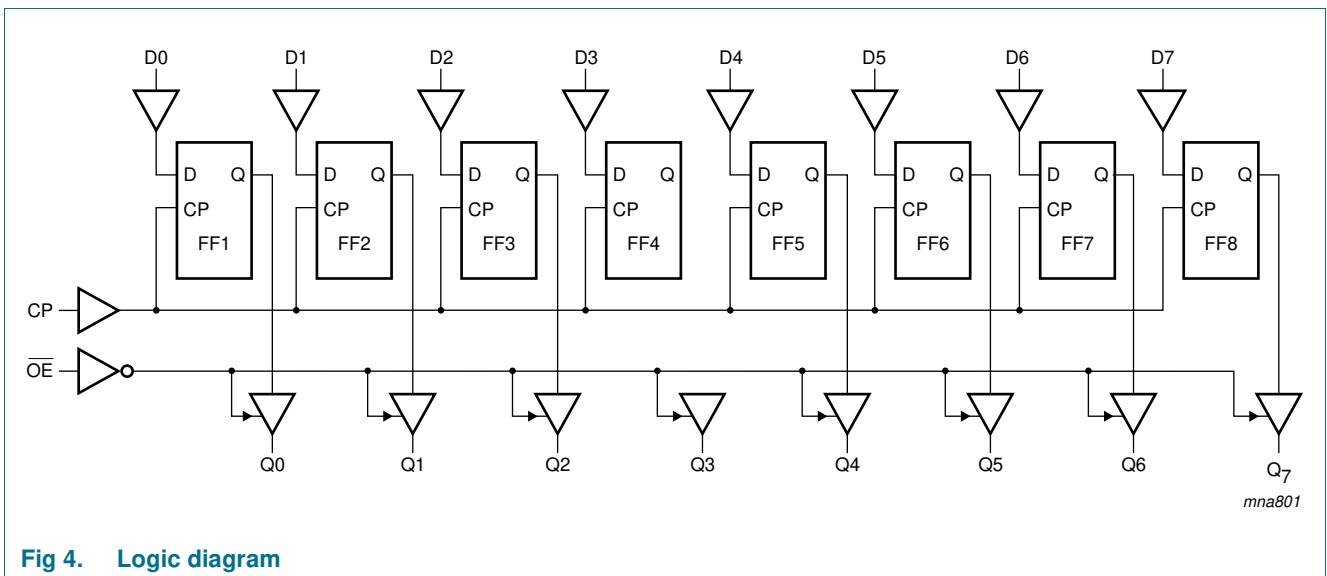 D0 D1 D2 D3 D4 D5 D6 D7
D Q D Q D Q D Q D Q D Q D Q D Q
CP CP CP CP CP CP CP CP
FF1 FF2 FF3 FF4 FF5 FF6 FF7 FF8
CP
O̅E̅
Q0 Q1 Q2 Q3 Q4 Q5 Q6 Q7
mna801
Fig 4. Logic diagram